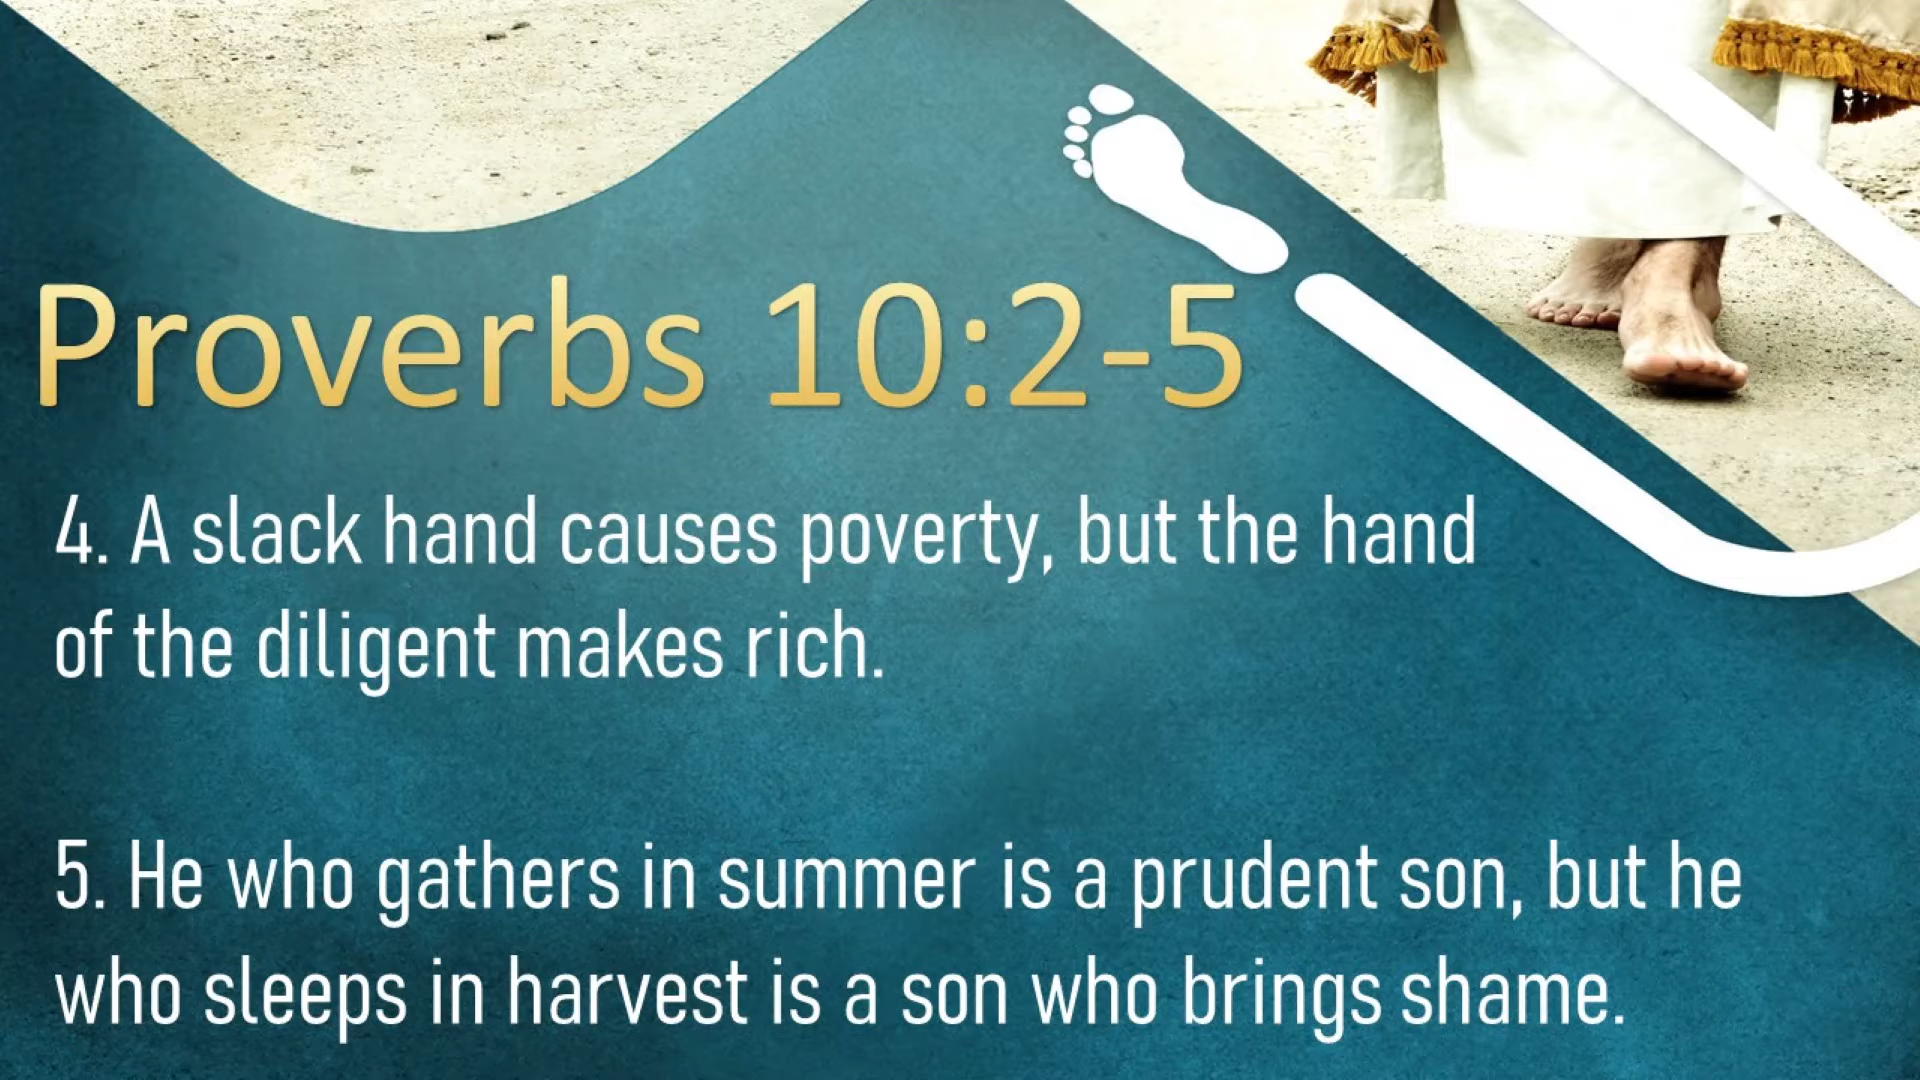 Proverbs 10:2-5
4. A slack hand causes poverty, but the hand
of the diligent makes rich.
5. He who gathers in summer is a prudent son, but he
who sleeps in harvest is a son who brings shame.